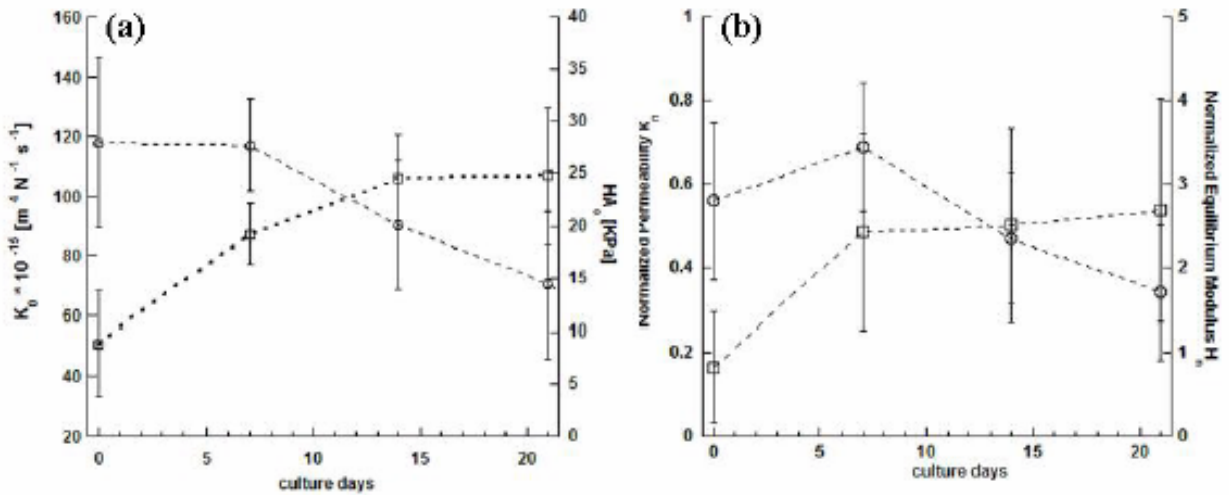 (a)
160
140
120
100
80
60
40
20
K₀ * 10⁻¹⁵ [m⁴ N⁻¹ s⁻¹]
40
35
30
25
20
15
10
5
0
HA₀ [KPa]
0 5 10 15 20
culture days
(b)
1
0.8
0.6
0.4
0.2
0
Normalized Permeability κₙ
5
4
3
2
1
0
Normalized Equilibrium Modulus H
0 5 10 15 20
culture days